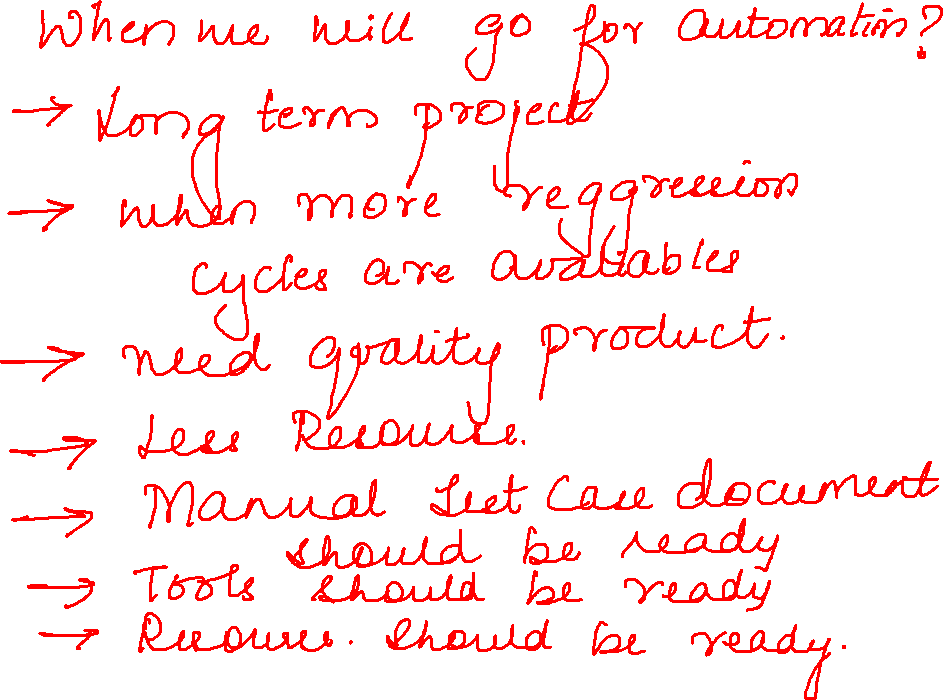 When we will go for automation?
→ Long term project
→ when more reggression
cycles are availables
→ need quality product.
→ Less Resource.
→ Manual Test Case document
should be ready
→ Tools should be ready
→ Resource. should be ready.